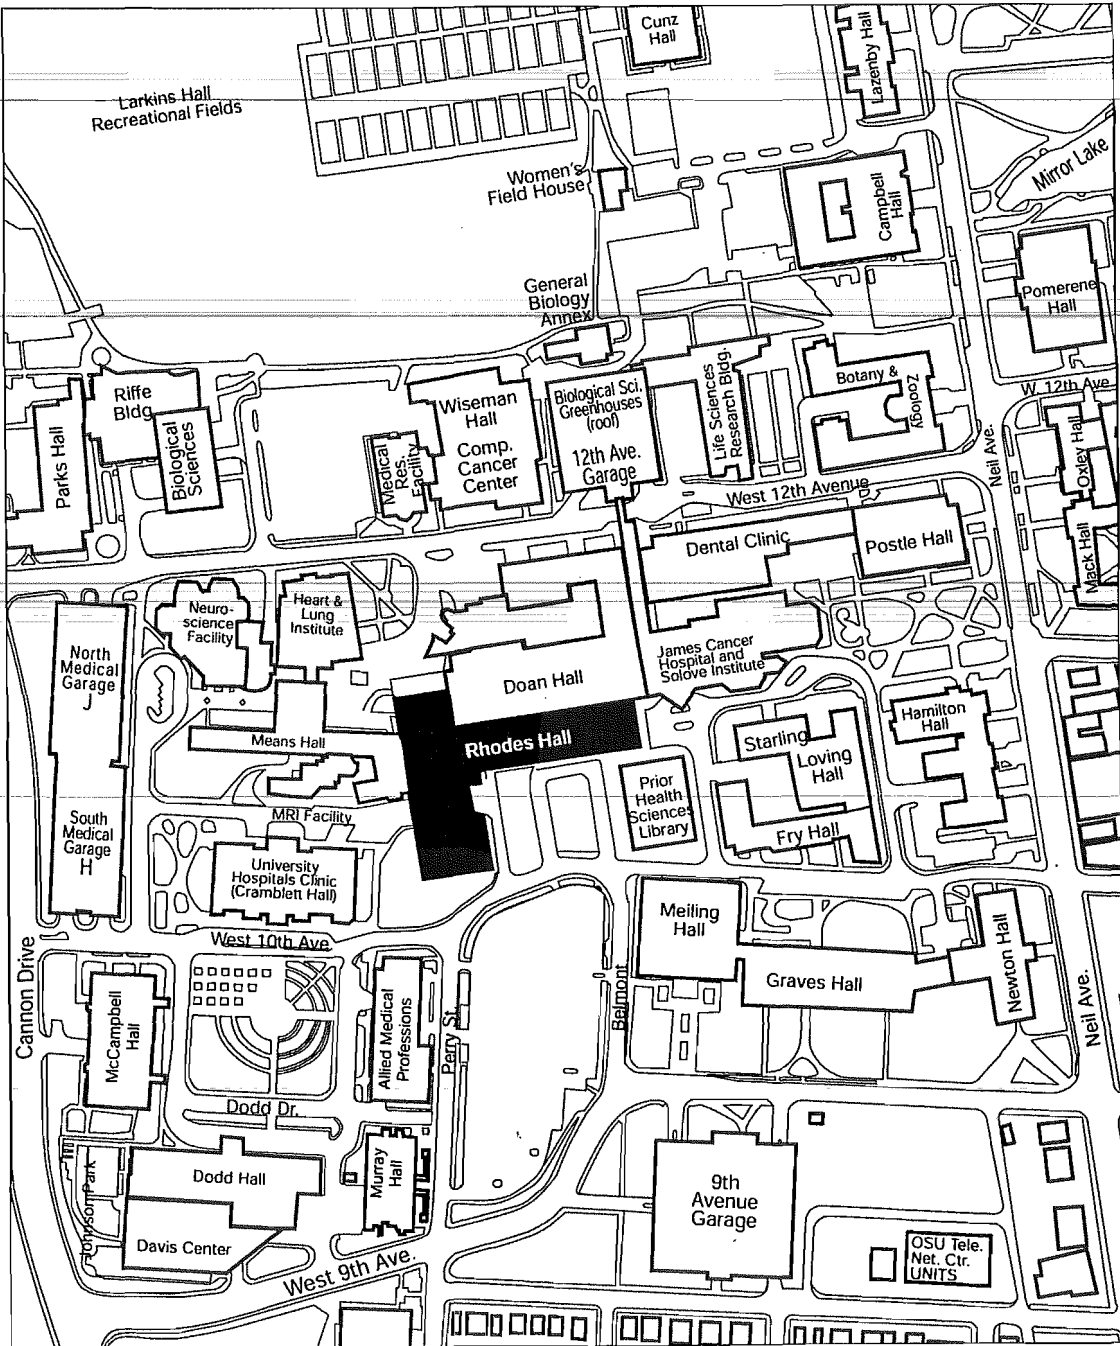 Cunz
Hall
Lazenby Hall
Larkins Hall
Recreational Fields
Mirror Lake
Women's
Field House
Campbell
Hall
General
Biology
Annex
Pomerene
Hall
Riffe
Bldg.
Wiseman
Hall
Comp.
Cancer
Center
Biological Sci.
Greenhouses
(roof)
12th Ave.
Garage
Life Sciences
Research Bldg.
Botany &
Zoology
W. 12th Ave.
Parks Hall
Biological
Sciences
Medical
Res.
Facility
Neil Ave.
Oxley Hall
West 12th Avenue
Dental Clinic
Postle Hall
Mack Hall
Neuro-
science
Facility
Heart &
Lung
Institute
North
Medical
Garage
J
James Cancer
Hospital and
Solove Institute
Doan Hall
Means Hall
Rhodes Hall
Hamilton
Hall
Starling
Loving
Hall
Prior
Health
Sciences
Library
MRI Facility
Fry Hall
South
Medical
Garage
H
University
Hospitals Clinic
(Cramblett Hall)
Meiling
Hall
West 10th Ave.
Cannon Drive
Graves Hall
Newton Hall
Belmont
McCampbell
Hall
Allied Medical
Professions
Perry St.
Neil Ave.
Dodd Dr.
Dodd Hall
Murray
Hall
Johnson Park
Davis Center
9th
Avenue
Garage
West 9th Ave.
OSU Tele.
Net. Ctr.
UNITS